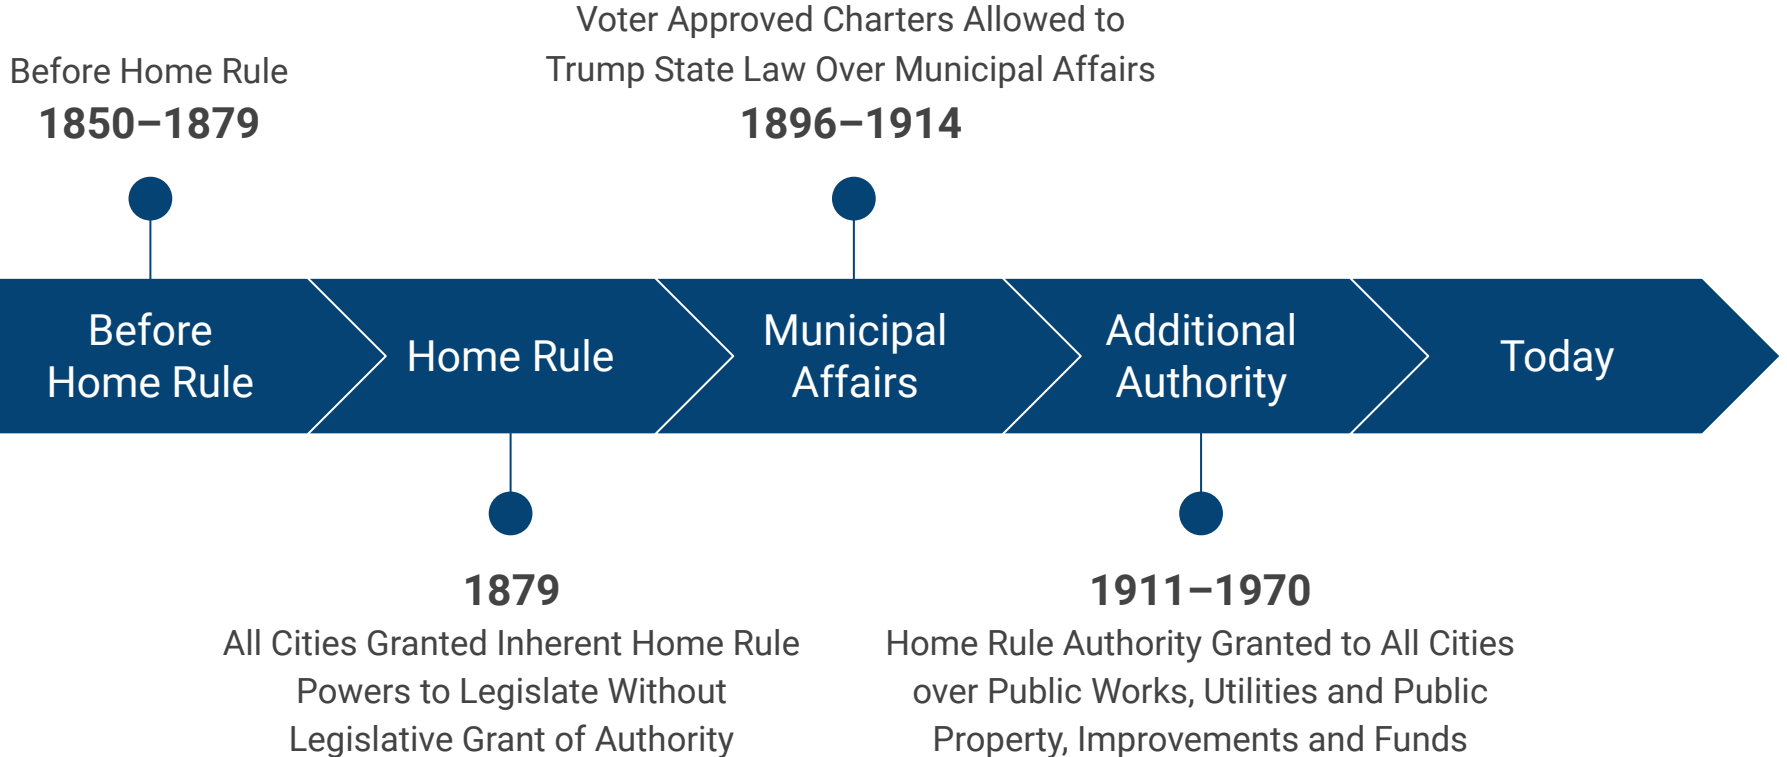 Before Home Rule
1850–1879
Voter Approved Charters Allowed to
Trump State Law Over Municipal Affairs
1896–1914
Before
Home Rule
Home Rule
Municipal
Affairs
Additional
Authority
Today
1879
All Cities Granted Inherent Home Rule
Powers to Legislate Without
Legislative Grant of Authority
1911–1970
Home Rule Authority Granted to All Cities
over Public Works, Utilities and Public
Property, Improvements and Funds